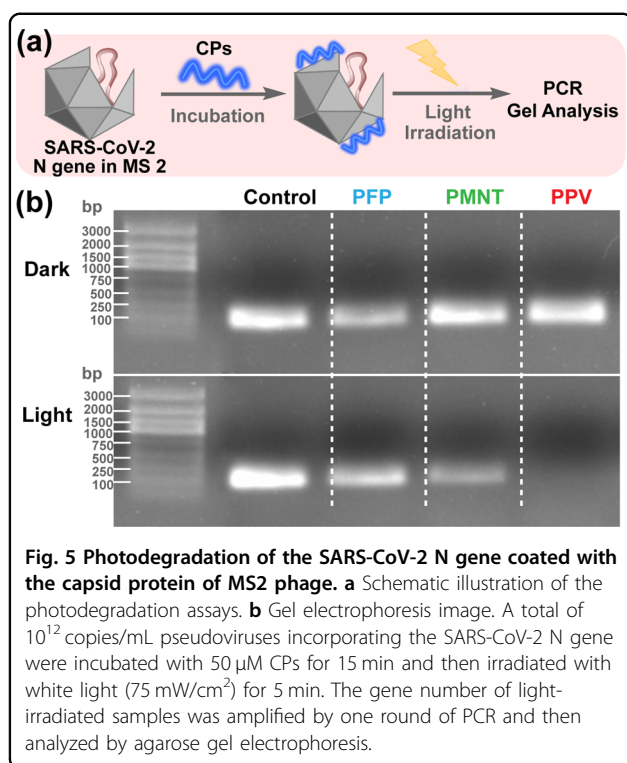 (a)
CPs
Incubation
Light
Irradiation
PCR
Gel Analysis
SARS-CoV-2
N gene in MS 2
(b)
bp
Control
PFP
PMNT
PPV
Dark
3000
2000
1500
1000
750
500
250
100
bp
Light
3000
2000
1500
1000
750
500
250
100
Fig. 5 Photodegradation of the SARS-CoV-2 N gene coated with
the capsid protein of MS2 phage. a Schematic illustration of the
photodegradation assays. b Gel electrophoresis image. A total of
10¹² copies/mL pseudoviruses incorporating the SARS-CoV-2 N gene
were incubated with 50 μM CPs for 15 min and then irradiated with
white light (75 mW/cm²) for 5 min. The gene number of light-
irradiated samples was amplified by one round of PCR and then
analyzed by agarose gel electrophoresis.